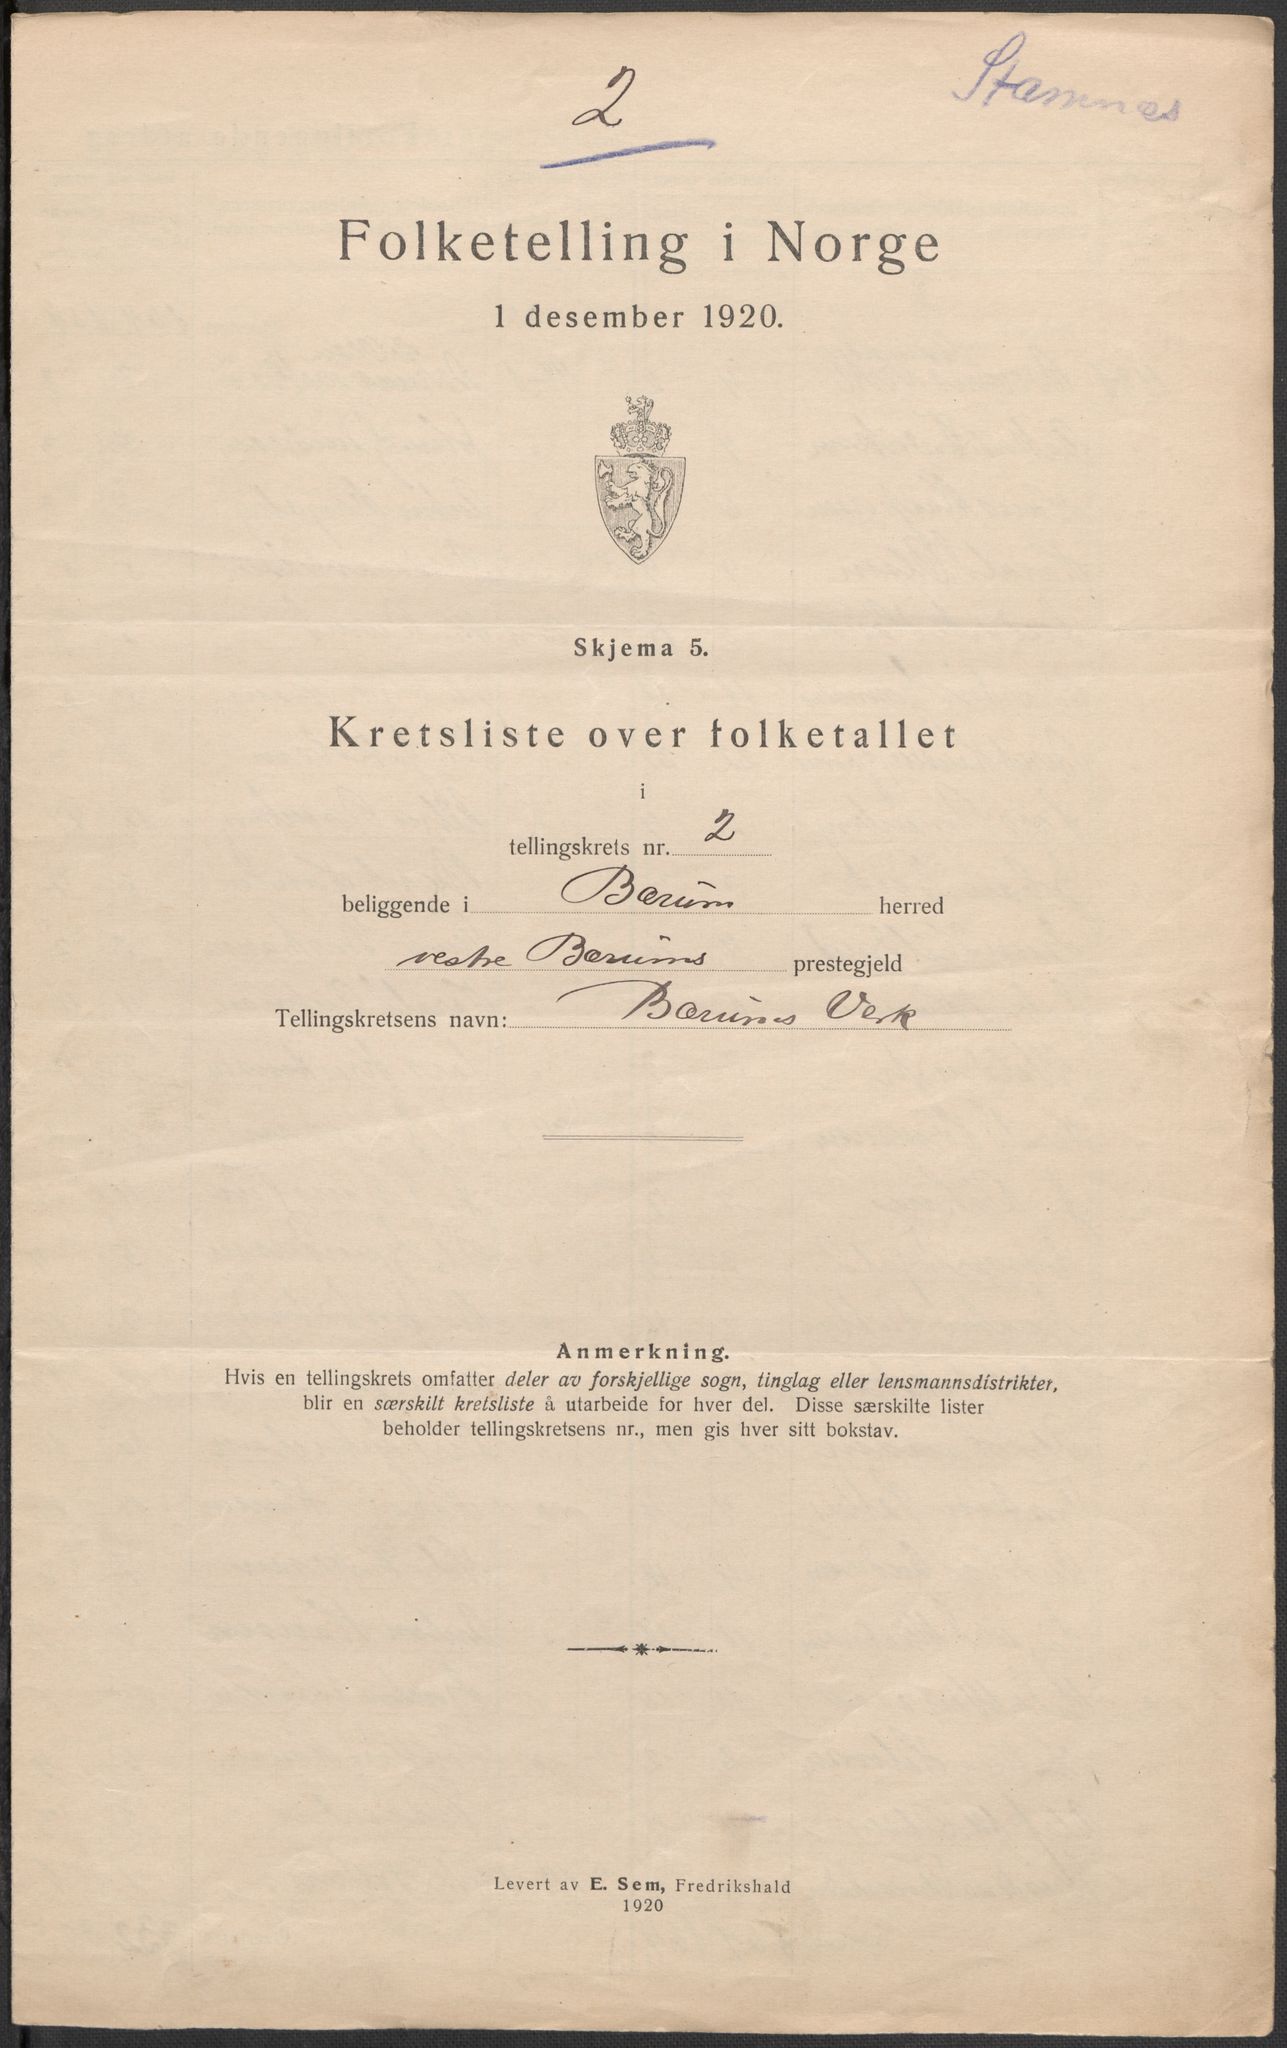 2
Stamnes
Folketelling i Norge
1 desember 1920.
Skjema 5.
Kretsliste over folketallet
i
tellingskrets nr. 2
beliggende i Bærum herred
vestre Bærums prestegjeld
Tellingskretsens navn: Bærums Verk
Anmerkning.
Hvis en tellingskrets omfatter deler av forskjellige sogn, tinglag eller lensmannsdistrikter,
blir en særskilt kretsliste å utarbeide for hver del. Disse særskilte lister
beholder tellingskretsens nr., men gis hver sitt bokstav.
Levert av E. Sem, Fredrikshald
1920